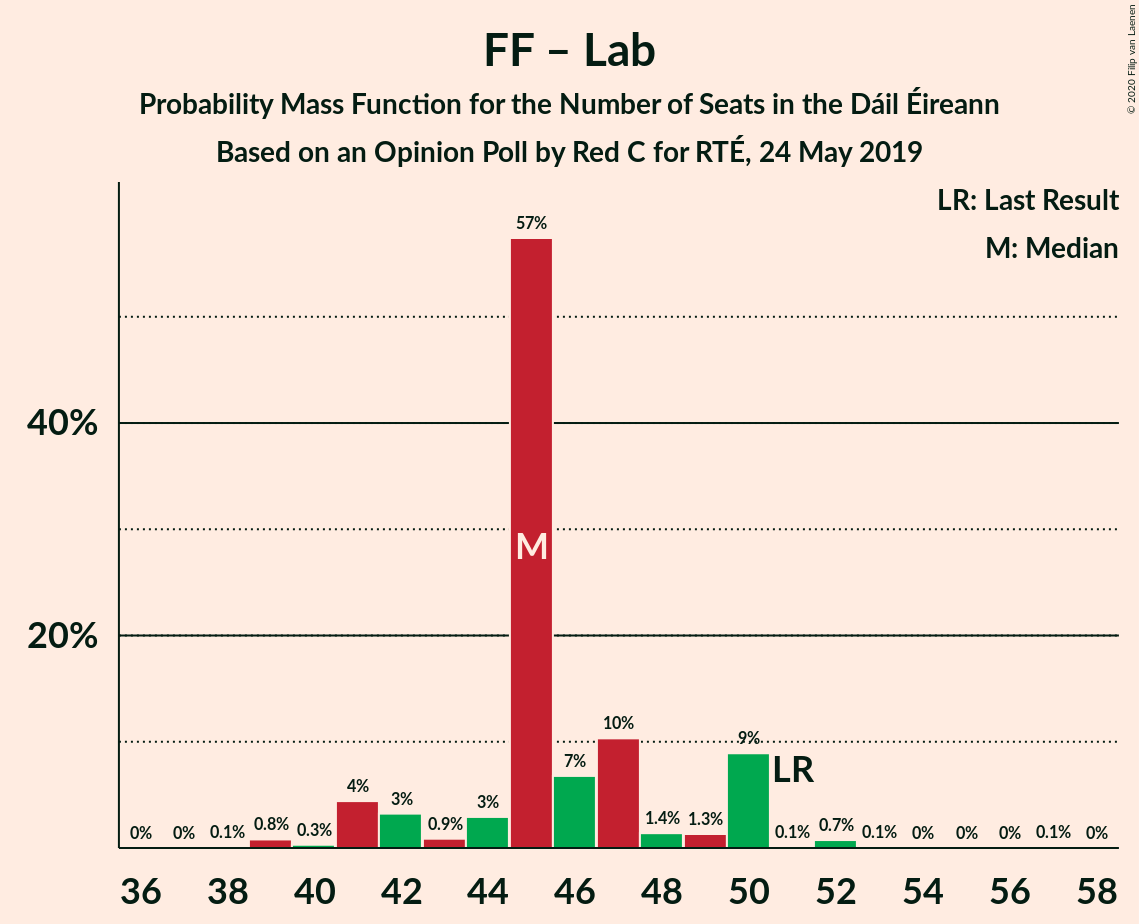 FF – Lab
Probability Mass Function for the Number of Seats in the Dáil Éireann
Based on an Opinion Poll by Red C for RTÉ, 24 May 2019
© 2020 Filip van Laenen
LR: Last Result
M: Median
57%
40%
M
20%
10%
9%
7%
LR
4%
3%
3%
0% 0% 0.1% 0.8% 0.3% 0.9% 1.4% 1.3% 0.1% 0.7% 0.1% 0% 0% 0% 0.1% 0%
36 38 40 42 44 46 48 50 52 54 56 58